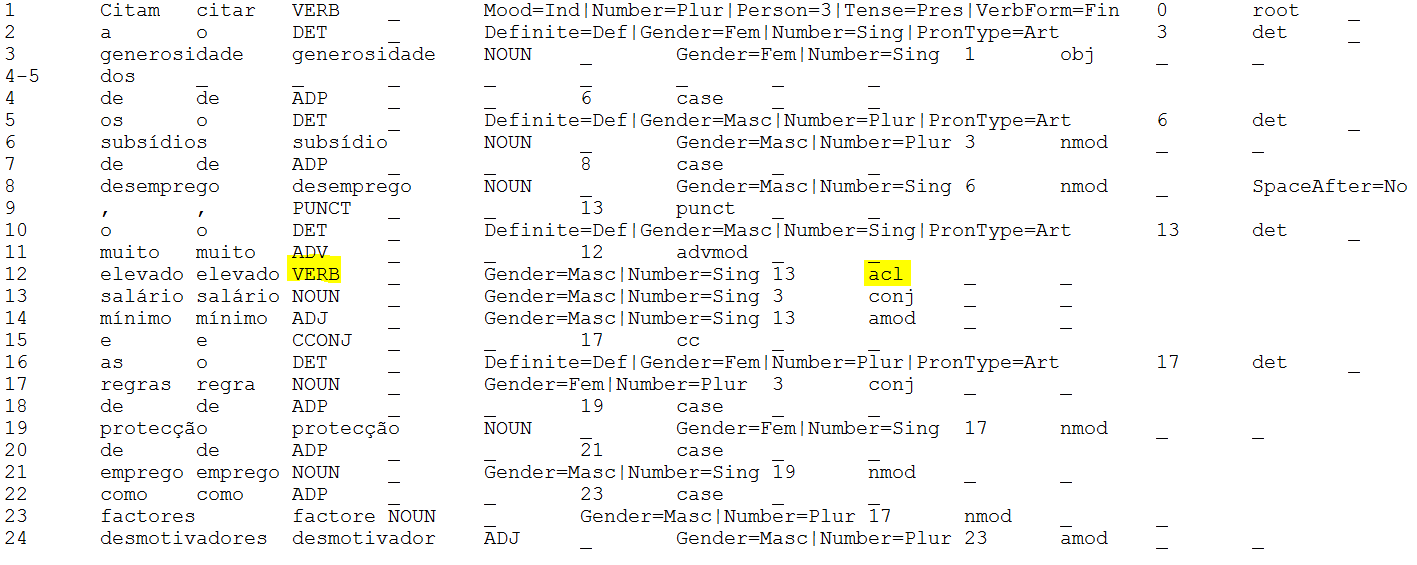 1 Citam citar VERB _ Mood=Ind|Number=Plur|Person=3|Tense=Pres|VerbForm=Fin 0 root _
2 a o DET _ Definite=Def|Gender=Fem|Number=Sing|PronType=Art 3 det _
3 generosidade generosidade NOUN _ Gender=Fem|Number=Sing 1 obj _ _
4-5 dos _ _ _ _ _ _ _ _
4 de de ADP _ _ 6 case _ _
5 os o DET _ Definite=Def|Gender=Masc|Number=Plur|PronType=Art 6 det _
6 subsídios subsídio NOUN _ Gender=Masc|Number=Plur 3 nmod _ _
7 de de ADP _ _ 8 case _ _
8 desemprego desemprego NOUN _ Gender=Masc|Number=Sing 6 nmod _ SpaceAfter=No
9 , , PUNCT _ _ 13 punct _ _
10 o o DET _ Definite=Def|Gender=Masc|Number=Sing|PronType=Art 13 det _
11 muito muito ADV _ _ 12 advmod _ _
12 elevado elevado VERB _ Gender=Masc|Number=Sing 13 acl _ _
13 salário salário NOUN _ Gender=Masc|Number=Sing 3 conj _ _
14 mínimo mínimo ADJ _ Gender=Masc|Number=Sing 13 amod _ _
15 e e CCONJ _ _ 17 cc _ _
16 as o DET _ Definite=Def|Gender=Fem|Number=Plur|PronType=Art 17 det _
17 regras regra NOUN _ Gender=Fem|Number=Plur 3 conj _ _
18 de de ADP _ _ 19 case _ _
19 protecção protecção NOUN _ Gender=Fem|Number=Sing 17 nmod _ _
20 de de ADP _ _ 21 case _ _
21 emprego emprego NOUN _ Gender=Masc|Number=Sing 19 nmod _ _
22 como como ADP _ _ 23 case _ _
23 factores factore NOUN _ Gender=Masc|Number=Plur 17 nmod _ _
24 desmotivadores desmotivador ADJ _ Gender=Masc|Number=Plur 23 amod _ _